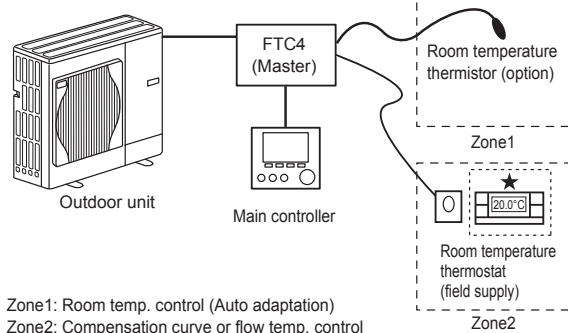 FTC4
(Master)
Room temperature
thermistor (option)
Zone1
Outdoor unit
Main controller
20.0°C
Room temperature
thermostat
(field supply)
Zone2
Zone1: Room temp. control (Auto adaptation)
Zone2: Compensation curve or flow temp. control